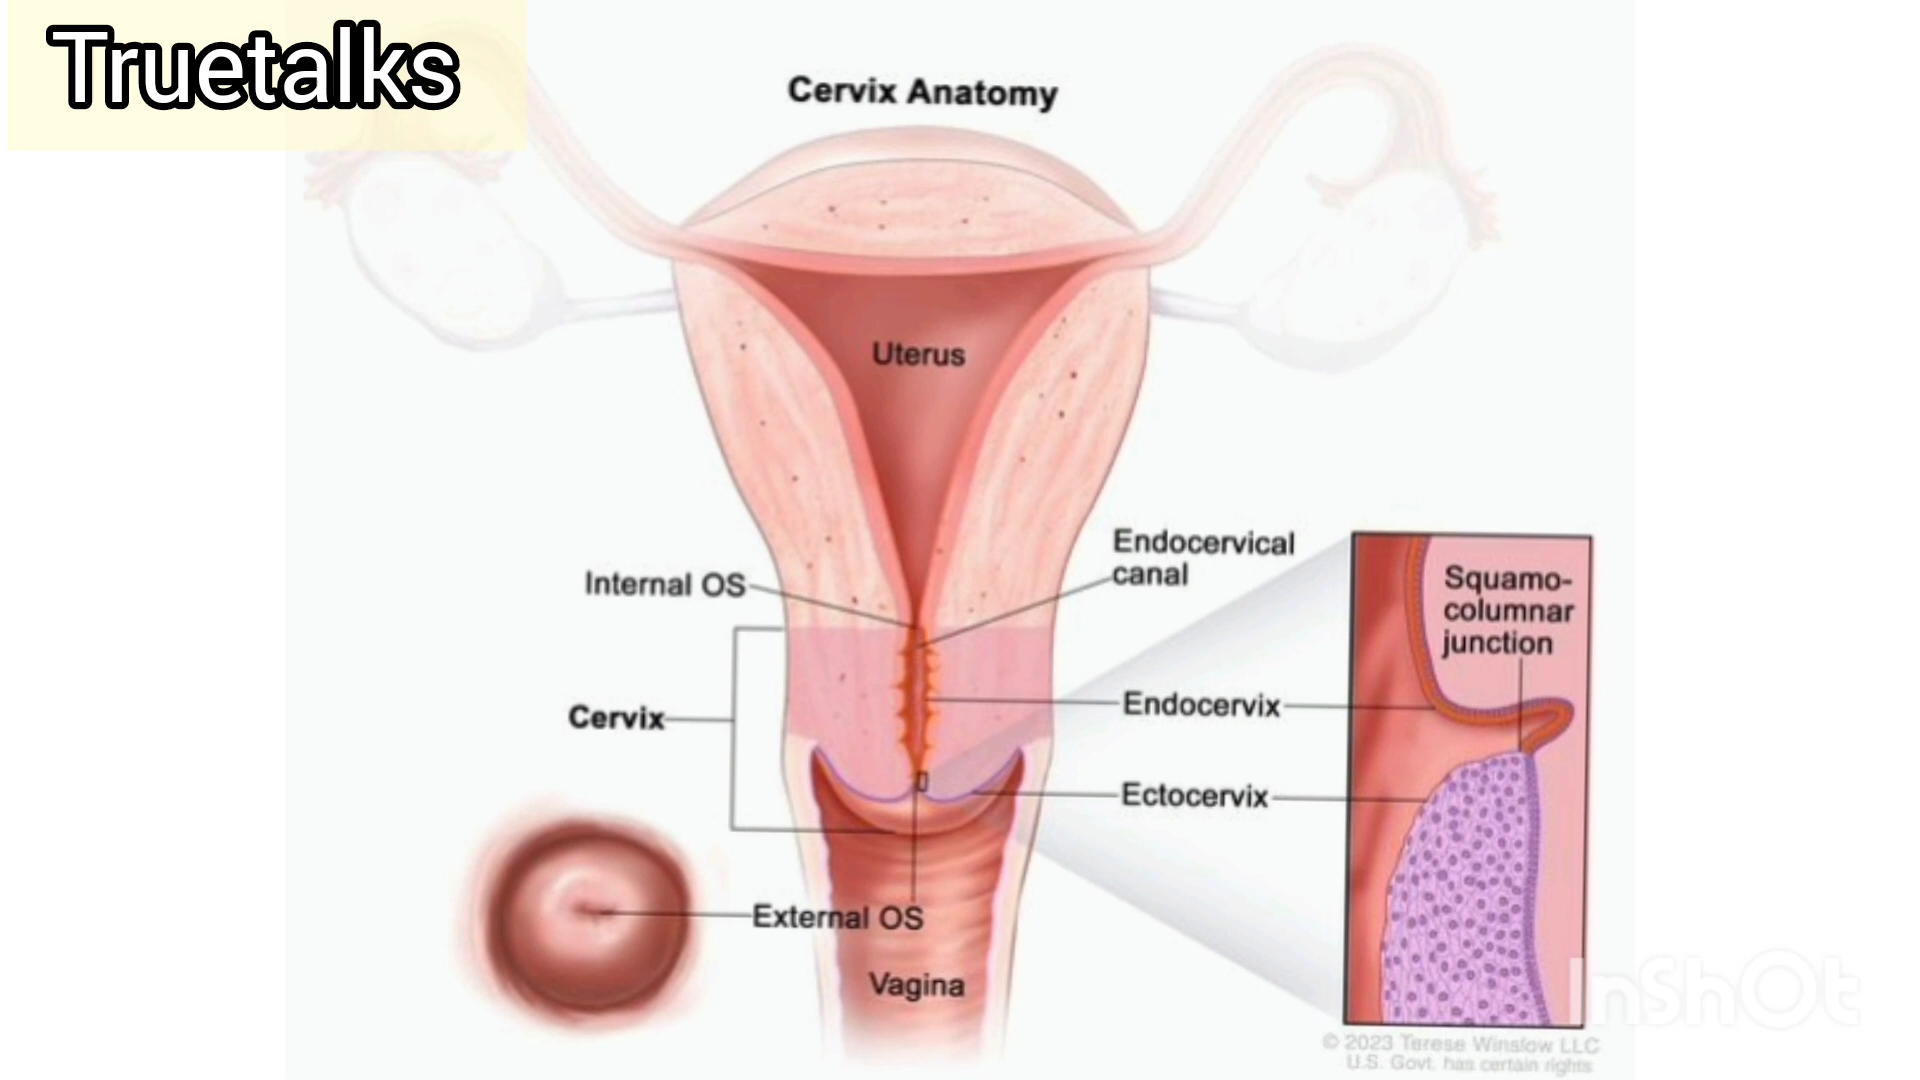 Truetalks
Cervix Anatomy
Uterus
Endocervical
canal
Internal OS
Squamo-
columnar
junction
Cervix
Endocervix
Ectocervix
External OS
Vagina
InShOt
© 2023 Terese Winslow LLC
U.S. Govt. has certain rights